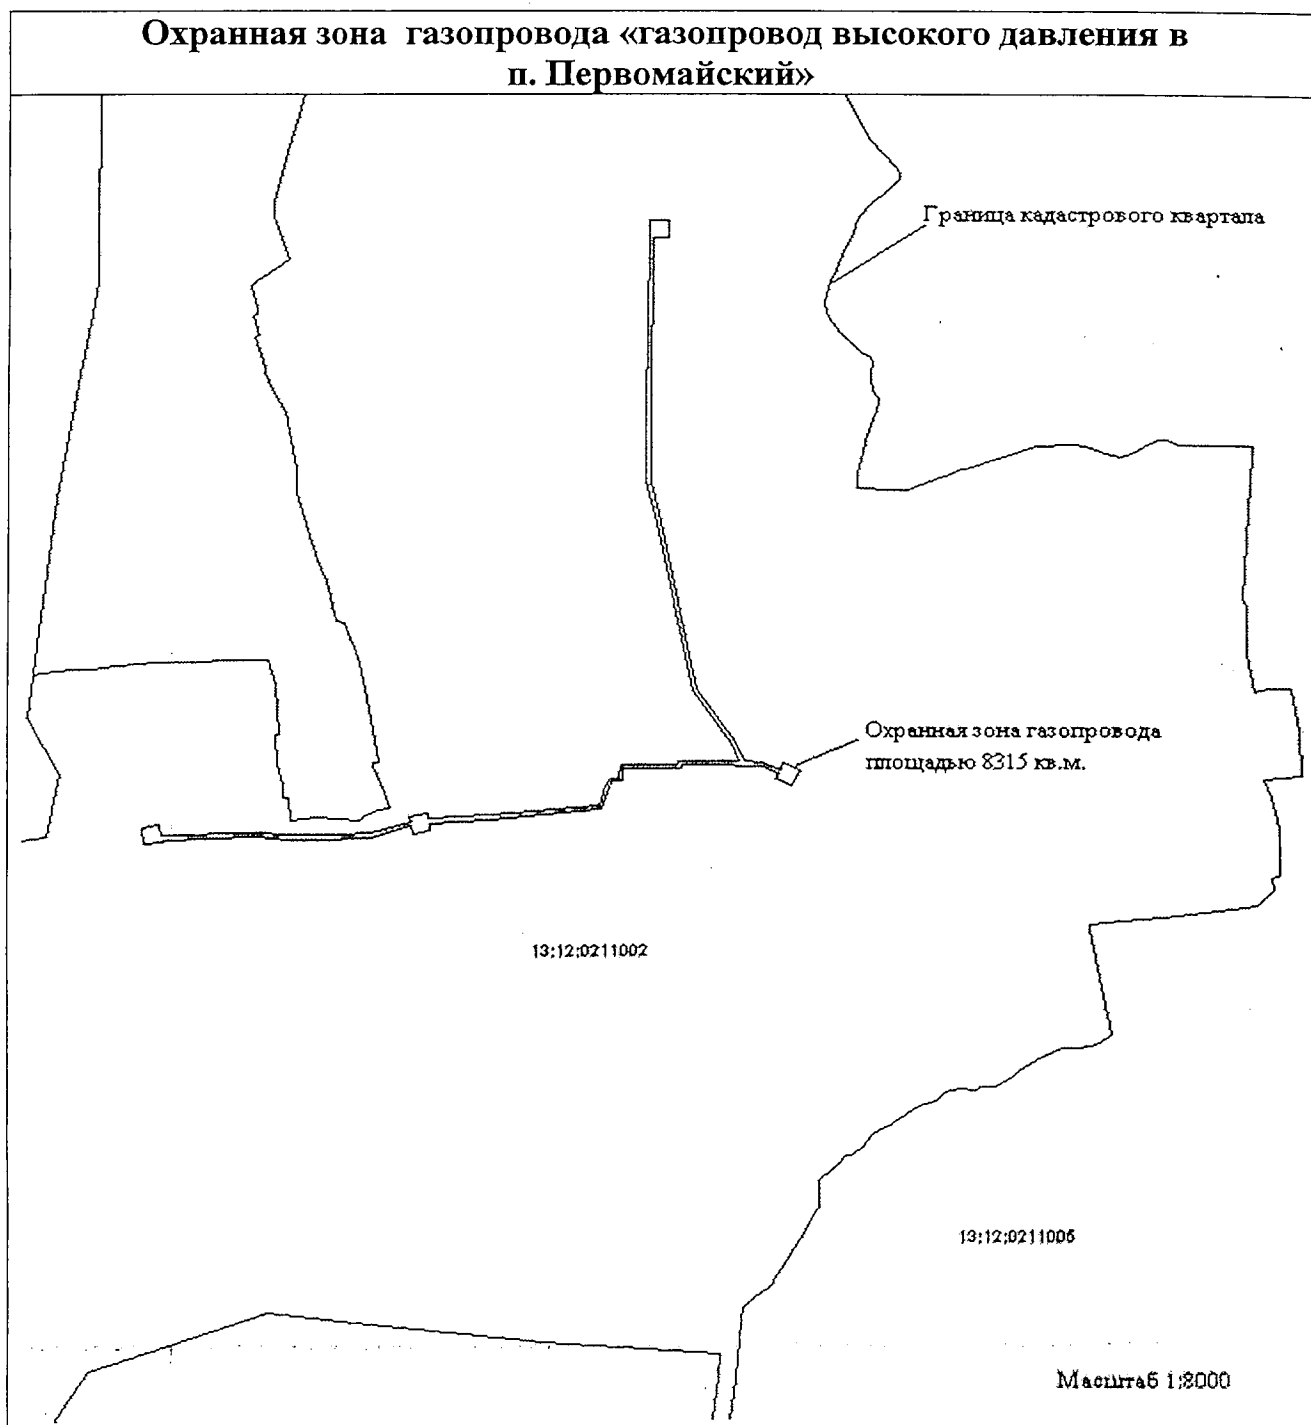 Охранная зона газопровода «газопровод высокого давления в
п. Первомайский»
Граница кадастрового квартала
Охранная зона газопровода
площадью 8315 кв.м.
13:12:0211002
13:12:0211005
Масштаб 1:8000